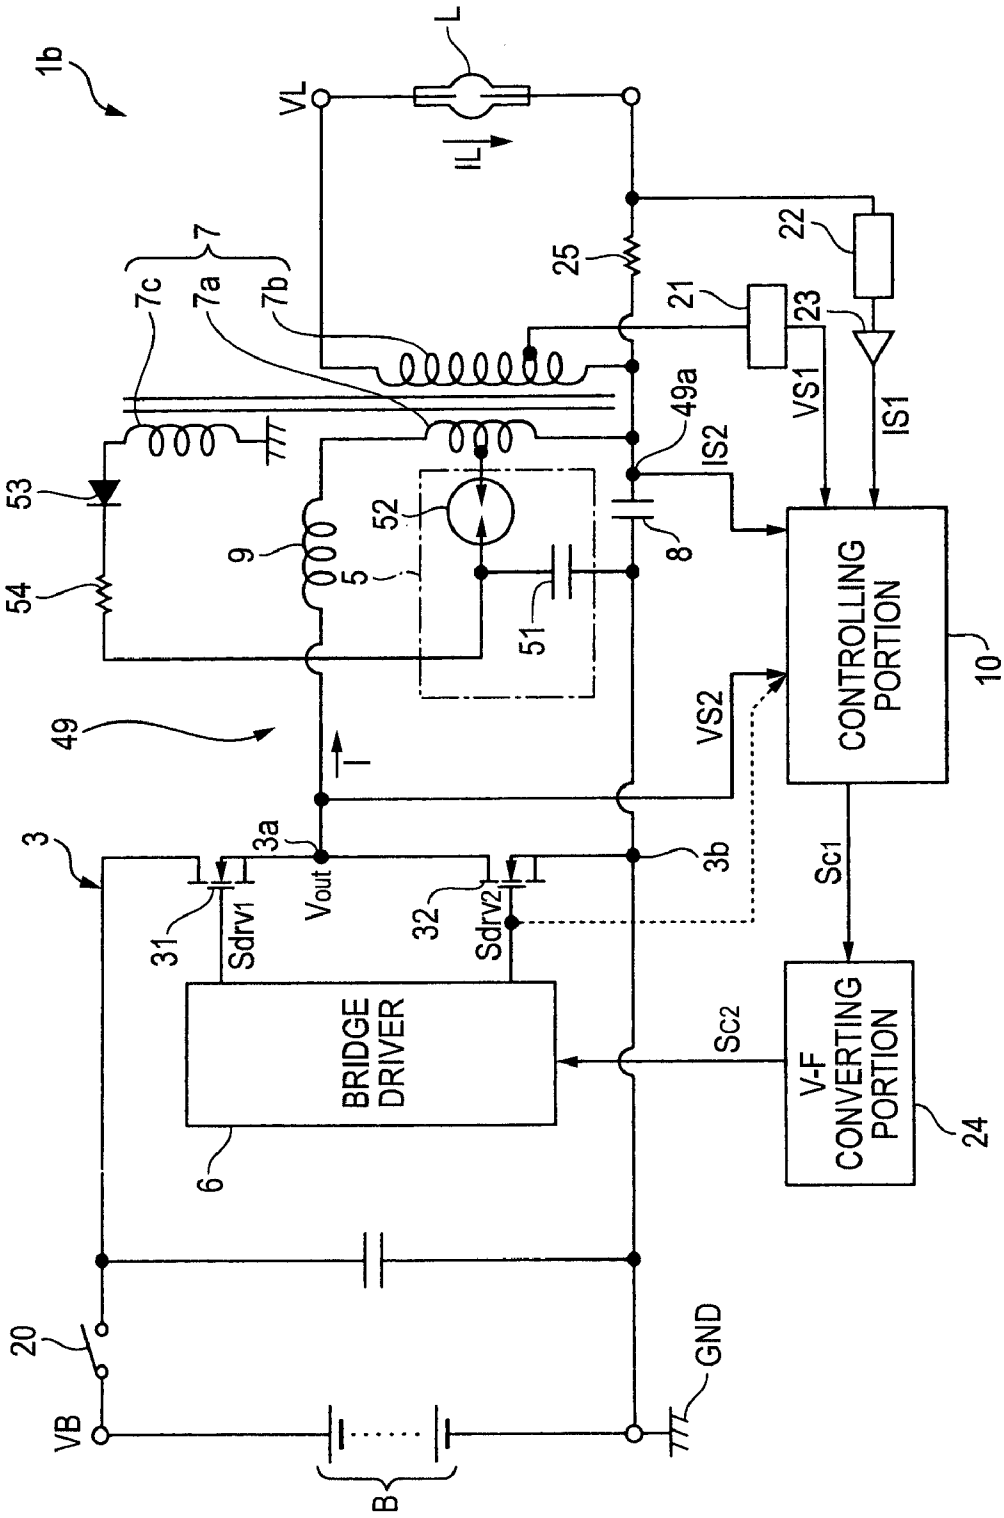 1b
3
49
54
53
7c
7
7a
7b
VL
L
IL
9
5
52
51
8
49a
25
IS2
21
22
23
VS1
IS1
VS2
I
3a
Vout
3b
31
Sdrv1
32
Sdrv2
BRIDGE
DRIVER
6
CONTROLLING
PORTION
10
Sc1
Sc2
V-F
CONVERTING
PORTION
24
20
VB
B
GND